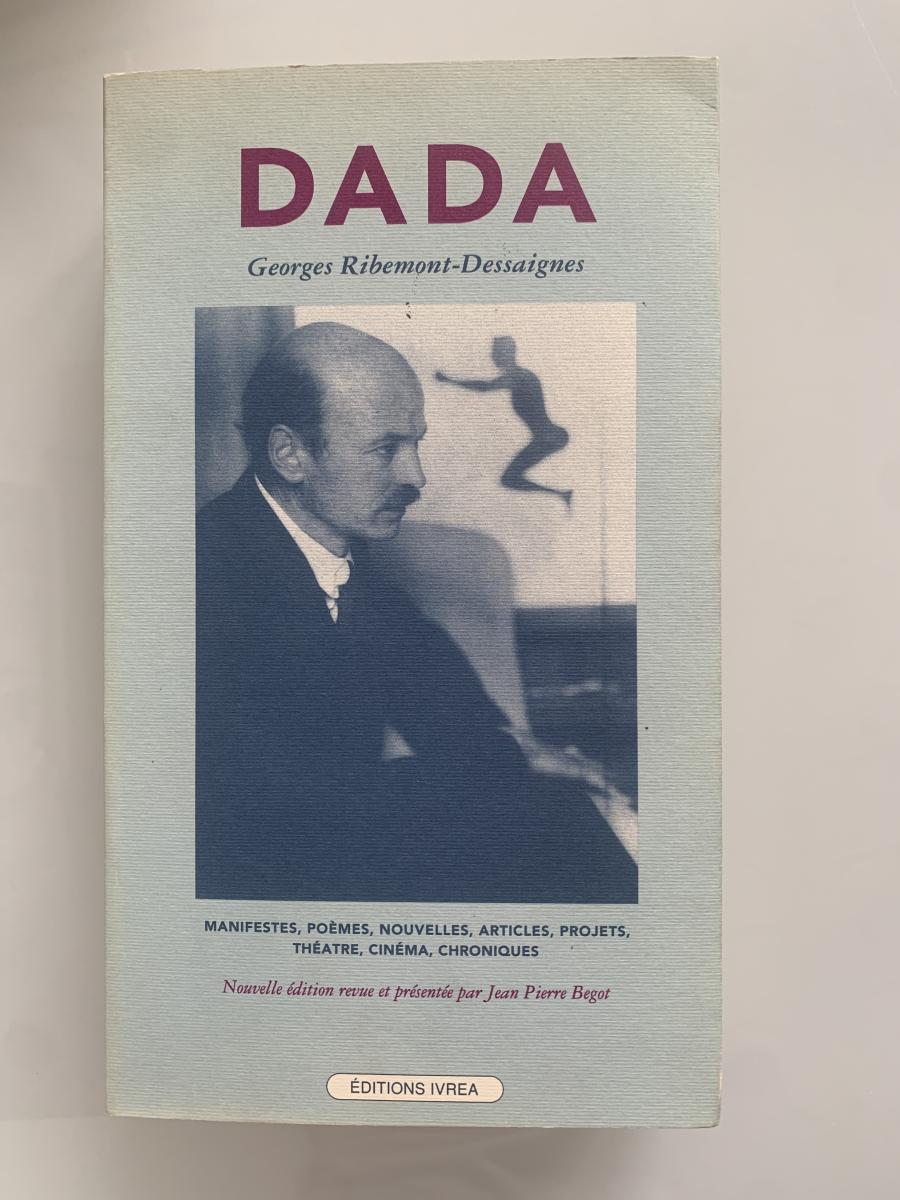 DADA
Georges Ribemont-Dessaignes
MANIFESTES, POÈMES, NOUVELLES, ARTICLES, PROJETS,
THÉATRE, CINÉMA, CHRONIQUES
Nouvelle édition revue et présentée par Jean Pierre Begot
ÉDITIONS IVREA